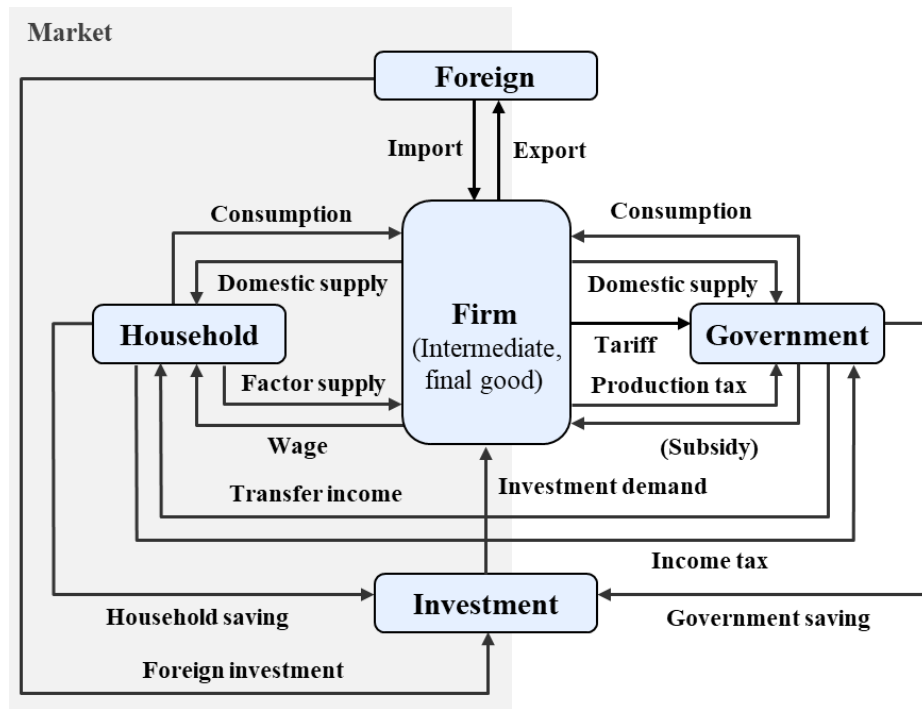 Market
Foreign
Import
Export
Consumption
Consumption
Domestic supply
Domestic supply
Household
Firm
(Intermediate,
final good)
Government
Tariff
Factor supply
Production tax
Wage
(Subsidy)
Transfer income
Investment demand
Income tax
Investment
Household saving
Government saving
Foreign investment